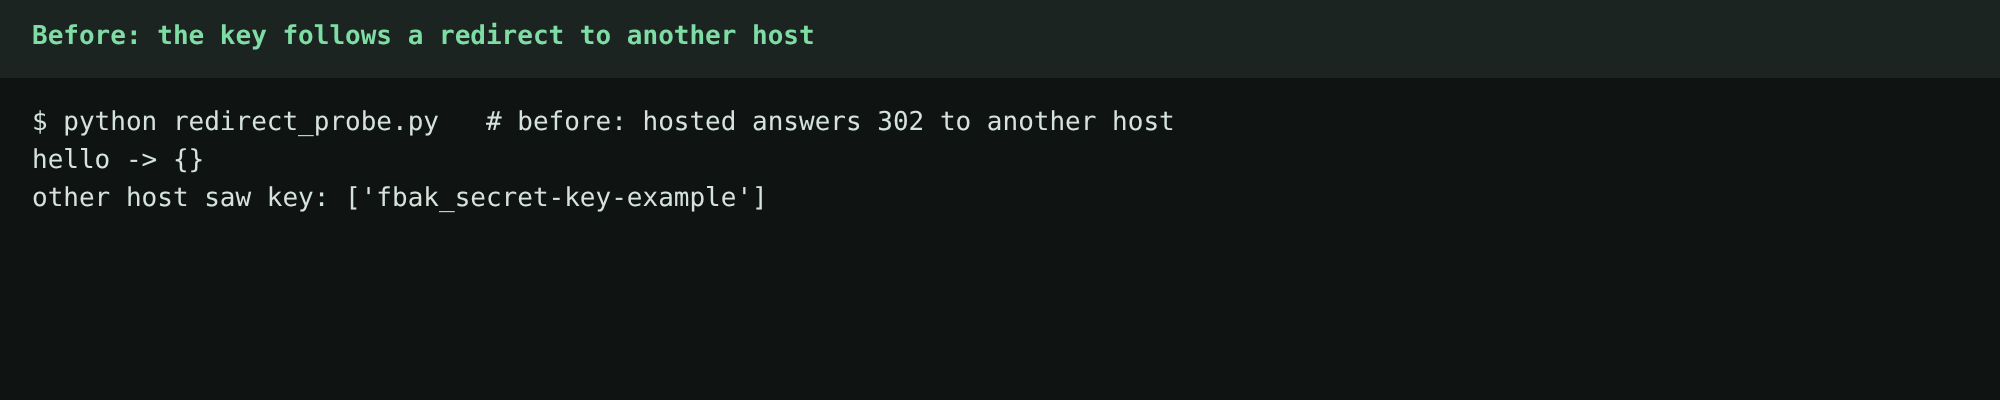 Before: the key follows a redirect to another host
$ python redirect_probe.py   # before: hosted answers 302 to another host
hello -> {}
other host saw key: ['fbak_secret-key-example']